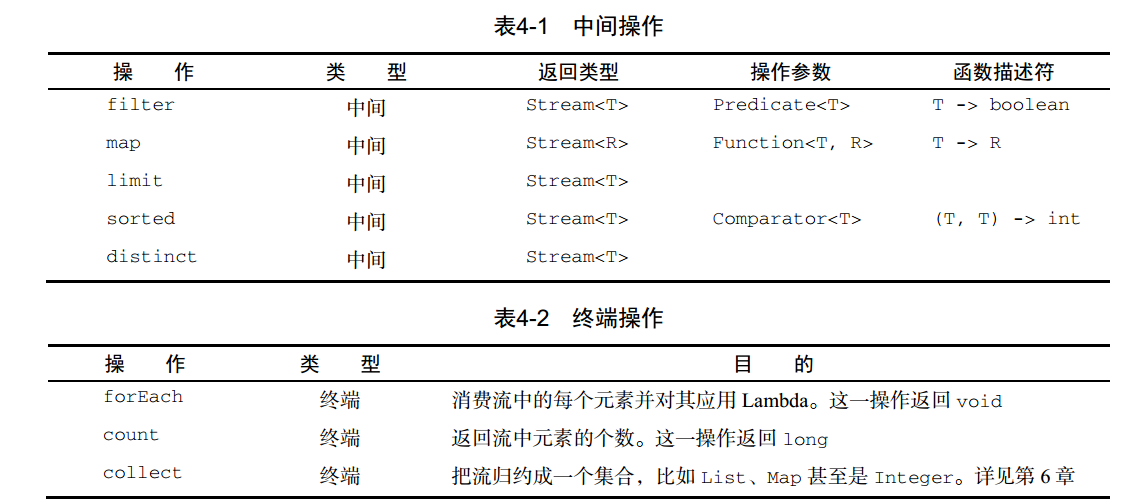 表4-1 中间操作
操 作 类 型 返回类型 操作参数 函数描述符
filter 中间 Stream<T> Predicate<T> T -> boolean
map 中间 Stream<R> Function<T, R> T -> R
limit 中间 Stream<T>
sorted 中间 Stream<T> Comparator<T> (T, T) -> int
distinct 中间 Stream<T>
表4-2 终端操作
操 作 类 型 目 的
forEach 终端 消费流中的每个元素并对其应用 Lambda。这一操作返回 void
count 终端 返回流中元素的个数。这一操作返回 long
collect 终端 把流归约成一个集合，比如 List、Map 甚至是 Integer。详见第 6 章